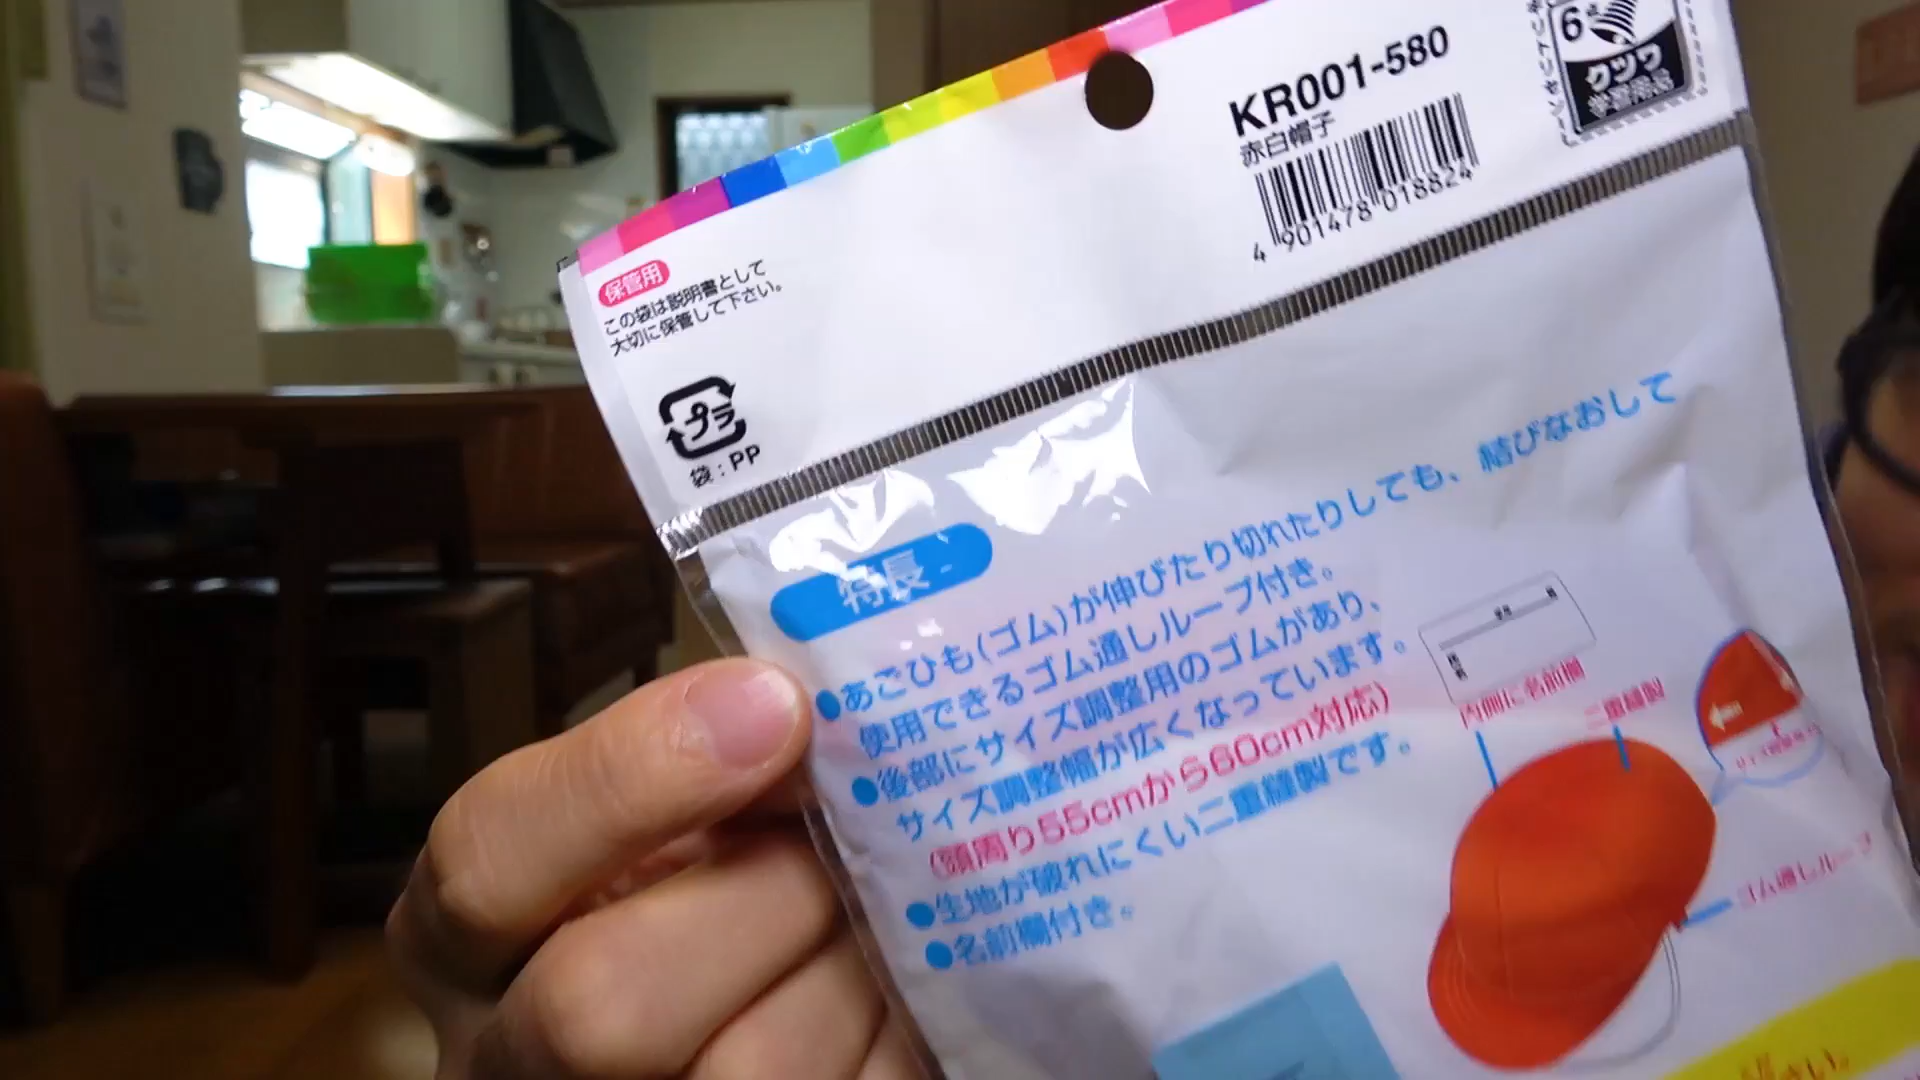 KR001-580
赤白帽子
4 901478 018824
6点
クツワ
学習用品
保管用
この袋は説明書として
大切に保管して下さい。
プラ
袋:PP
特長
●あごひも(ゴム)が伸びたり切れたりしても、結びなおして
使用できるゴム通しループ付き。
●後部にサイズ調整用のゴムがあり、
サイズ調整幅が広くなっています。
(頭周り55cmから60cm対応)
●生地が破れにくい二重縫製です。
●名前欄付き。
内側に名前欄
二重縫製
ゴム通しループ
さい。